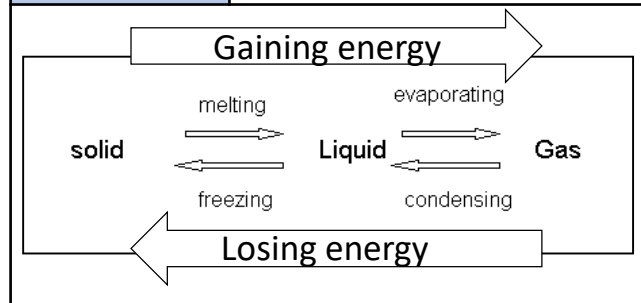 Gaining energy
melting evaporating
solid Liquid Gas
freezing condensing
Losing energy